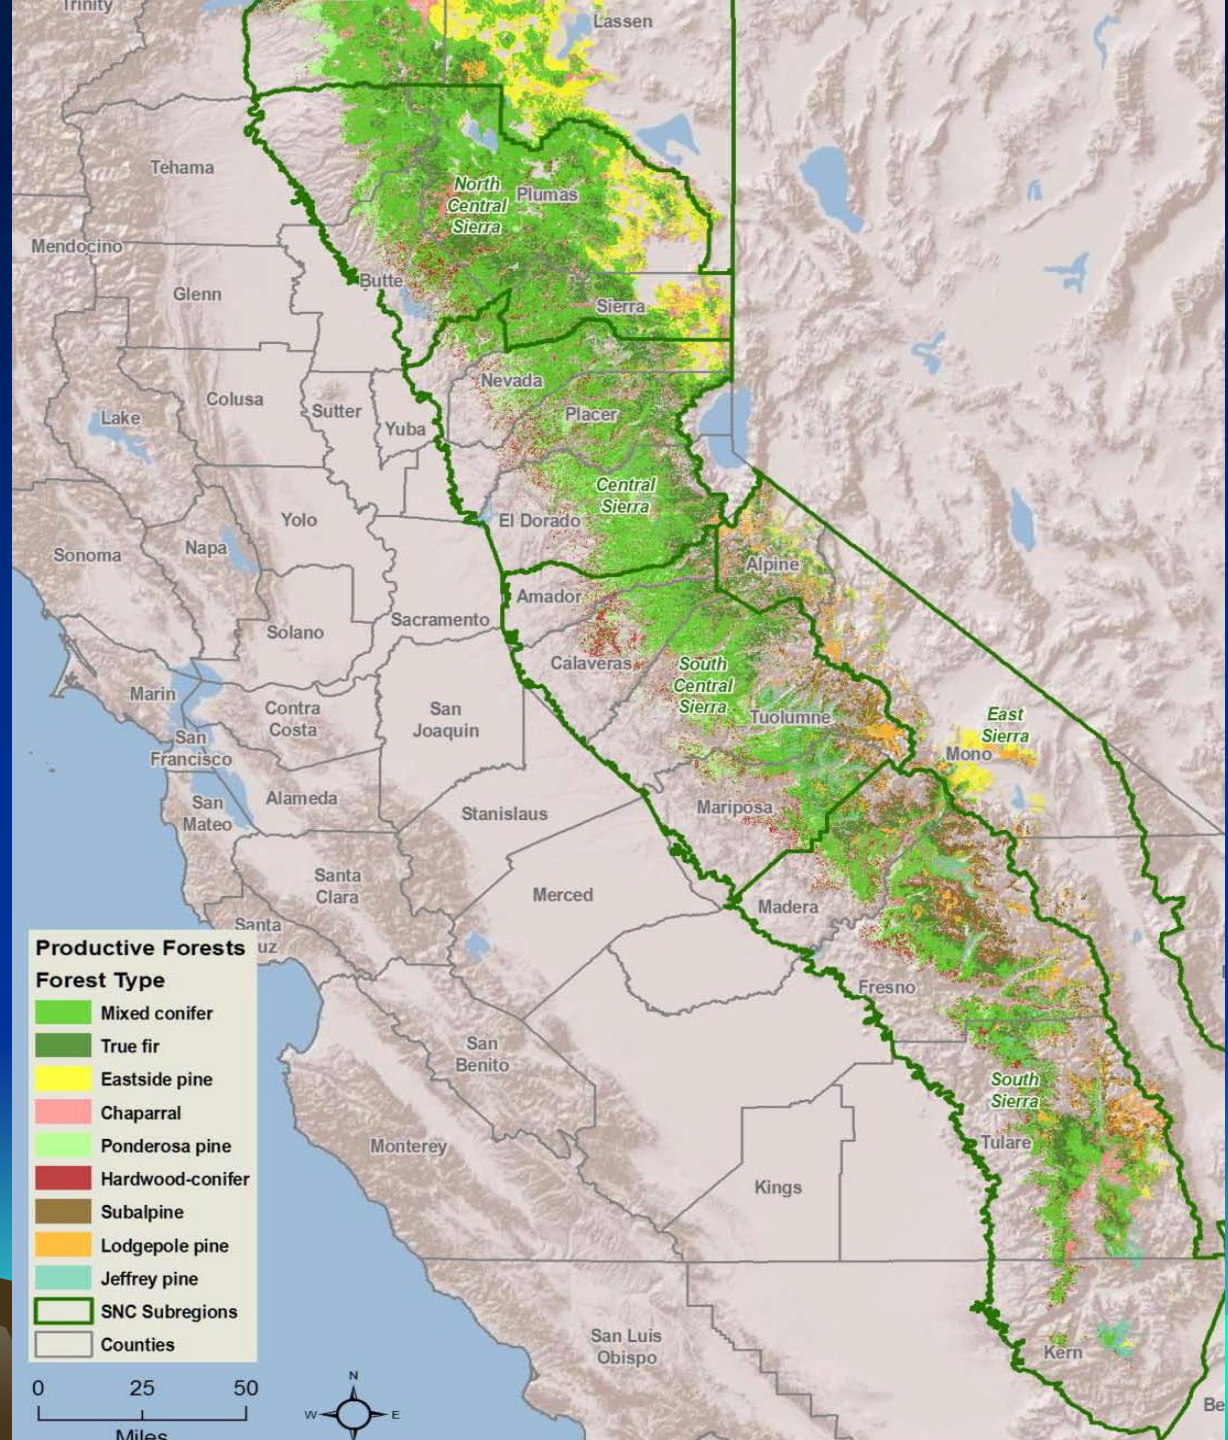 Trinity
Lassen
Tehama
North
Central
Sierra
Plumas
Mendocino
Butte
Glenn
Sierra
Nevada
Colusa
Sutter
Placer
Lake
Yuba
Central
Sierra
Yolo
El Dorado
Napa
Sonoma
Alpine
Amador
Sacramento
Solano
Calaveras
South
Central
Sierra
Marin
Contra
Costa
San
Joaquin
Tuolumne
East
Sierra
San
Francisco
Mono
Alameda
San
Mateo
Mariposa
Stanislaus
Santa
Clara
Merced
Madera
Santa
uz
Fresno
San
Benito
South
Sierra
Tulare
Monterey
Kings
San Luis
Obispo
Kern
Be
Productive Forests
Forest Type
Mixed conifer
True fir
Eastside pine
Chaparral
Ponderosa pine
Hardwood-conifer
Subalpine
Lodgepole pine
Jeffrey pine
SNC Subregions
Counties
0 25 50
Miles
N
W E